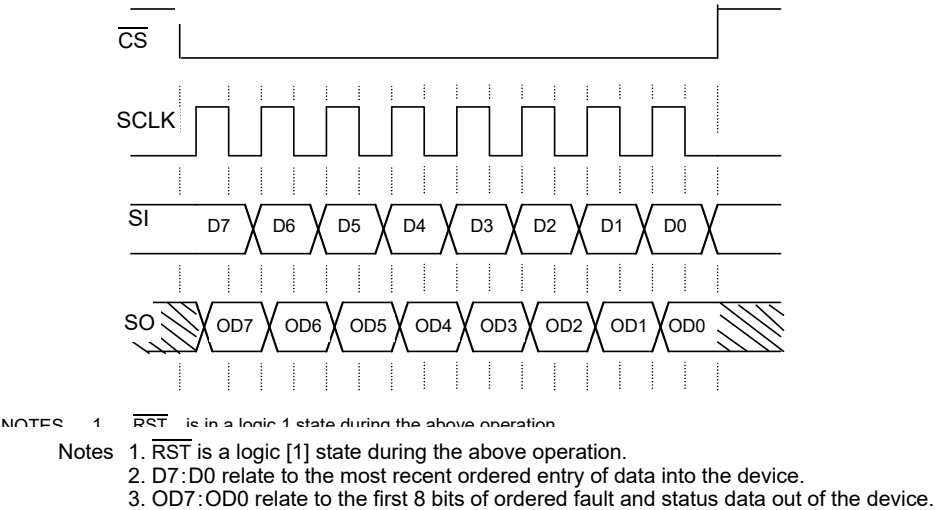 CS
SCLK
SI D7 D6 D5 D4 D3 D2 D1 D0
SO OD7 OD6 OD5 OD4 OD3 OD2 OD1 OD0
NOTES 1. RST is in a logic 1 state during the above operation.
Notes 1. RST is a logic [1] state during the above operation.
2. D7:D0 relate to the most recent ordered entry of data into the device.
3. OD7:OD0 relate to the first 8 bits of ordered fault and status data out of the device.